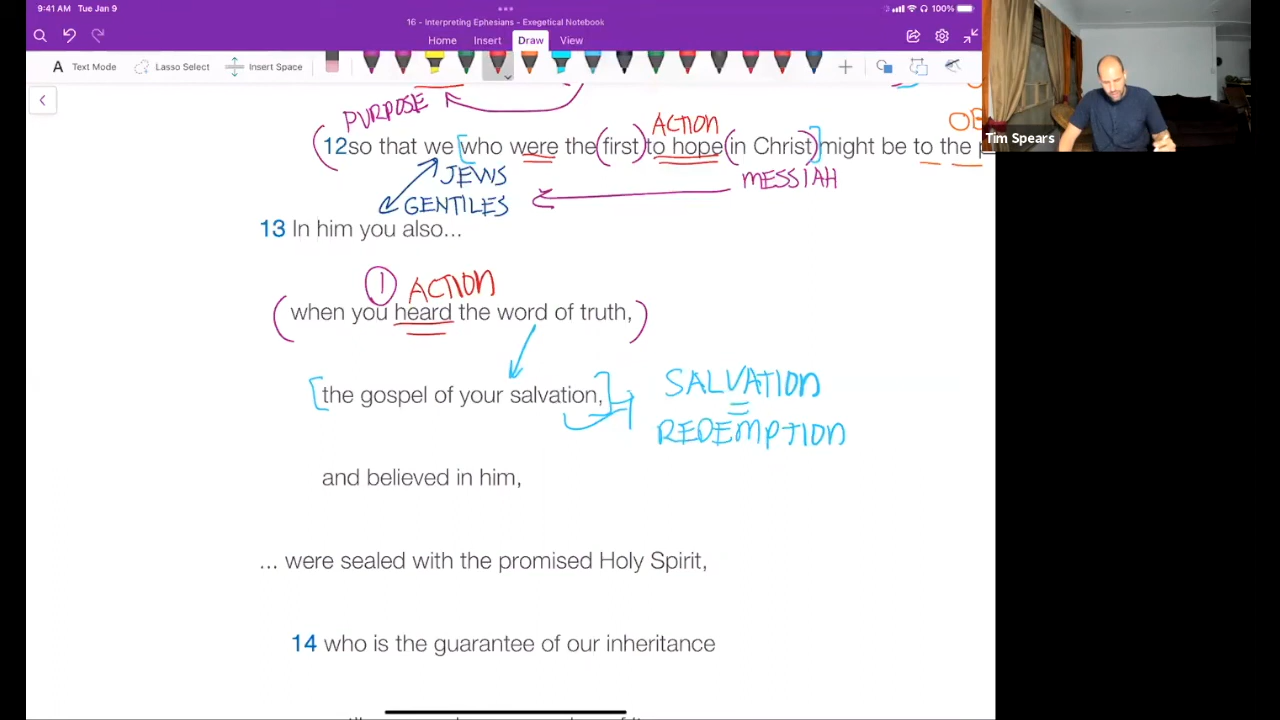 9:41 AM Tue Jan 9
100%
16 - Interpreting Ephesians - Exegetical Notebook
Home Insert Draw View
Text Mode Lasso Select Insert Space
PURPOSE
ACTION
12so that we [who were the (first) to hope (in Christ)] might be to the
Tim Spears
JEWS
MESSIAH
GENTILES
13 In him you also...
1 ACTION
(when you heard the word of truth,)
[the gospel of your salvation,]
SALVATION
=
REDEMPTION
and believed in him,
... were sealed with the promised Holy Spirit,
14 who is the guarantee of our inheritance